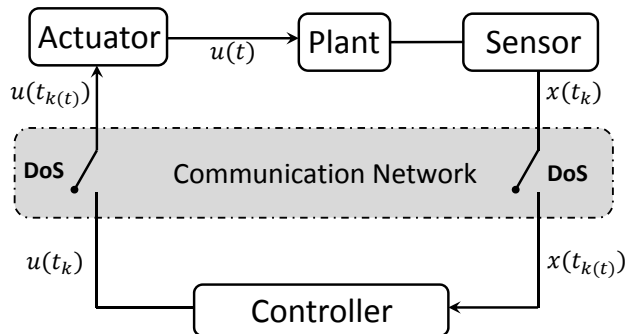 Actuator
u(t)
Plant
Sensor
u(t_{k(t)})
x(t_k)
DoS
Communication Network
DoS
u(t_k)
x(t_{k(t)})
Controller